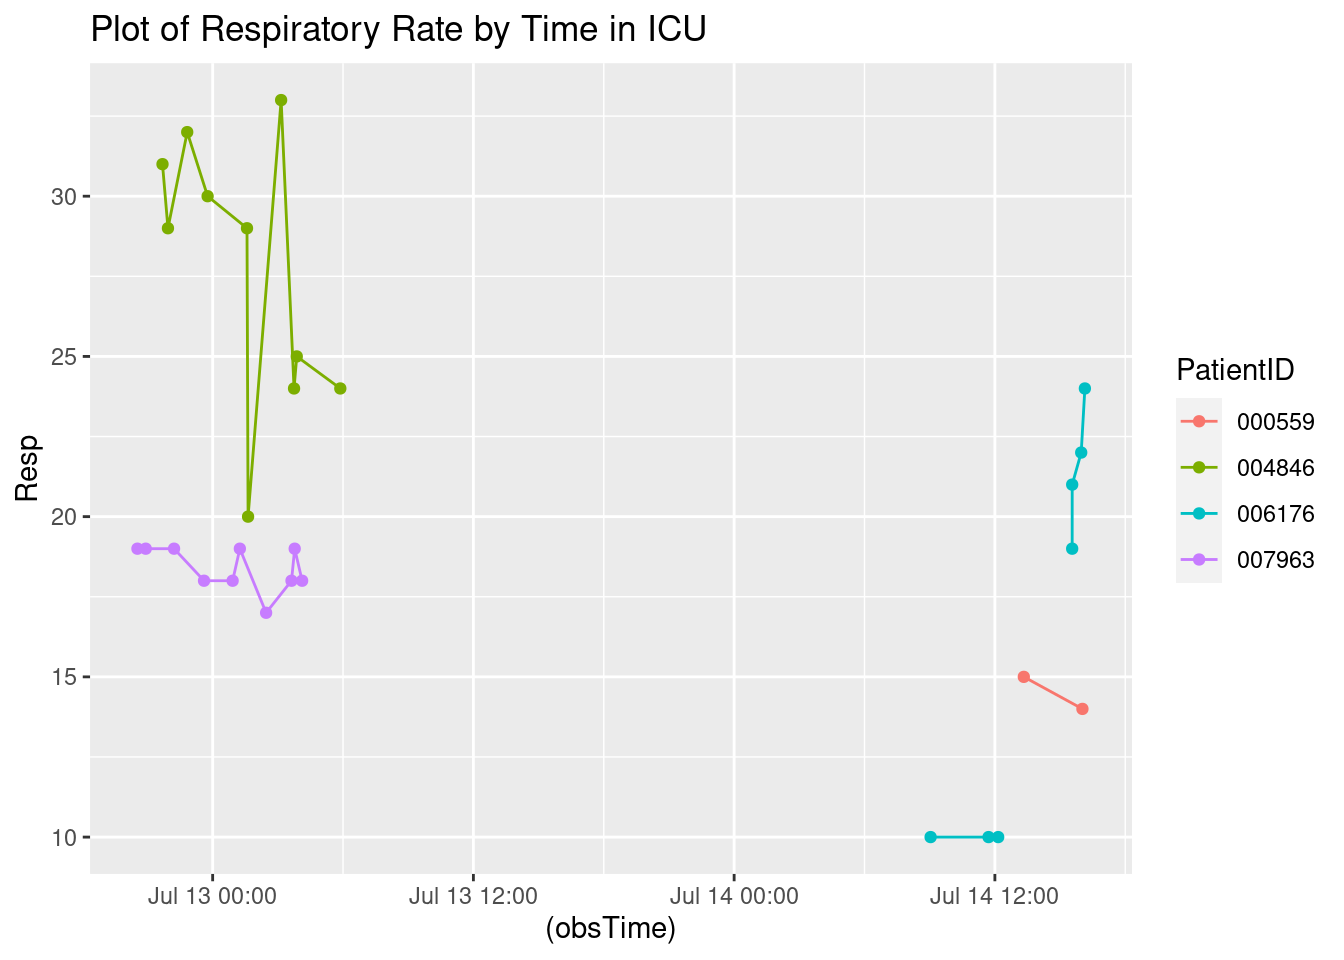 Plot of Respiratory Rate by Time in ICU
Resp
30
25
20
15
10
Jul 13 00:00
Jul 13 12:00
Jul 14 00:00
Jul 14 12:00
(obsTime)
PatientID
000559
004846
006176
007963